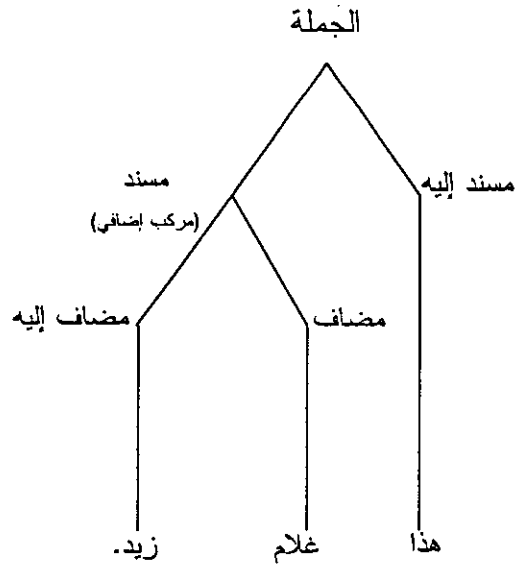 الجملة
مسند إليه
مسند
(مركب إضافي)
مضاف
مضاف إليه
هذا غلام زيد.